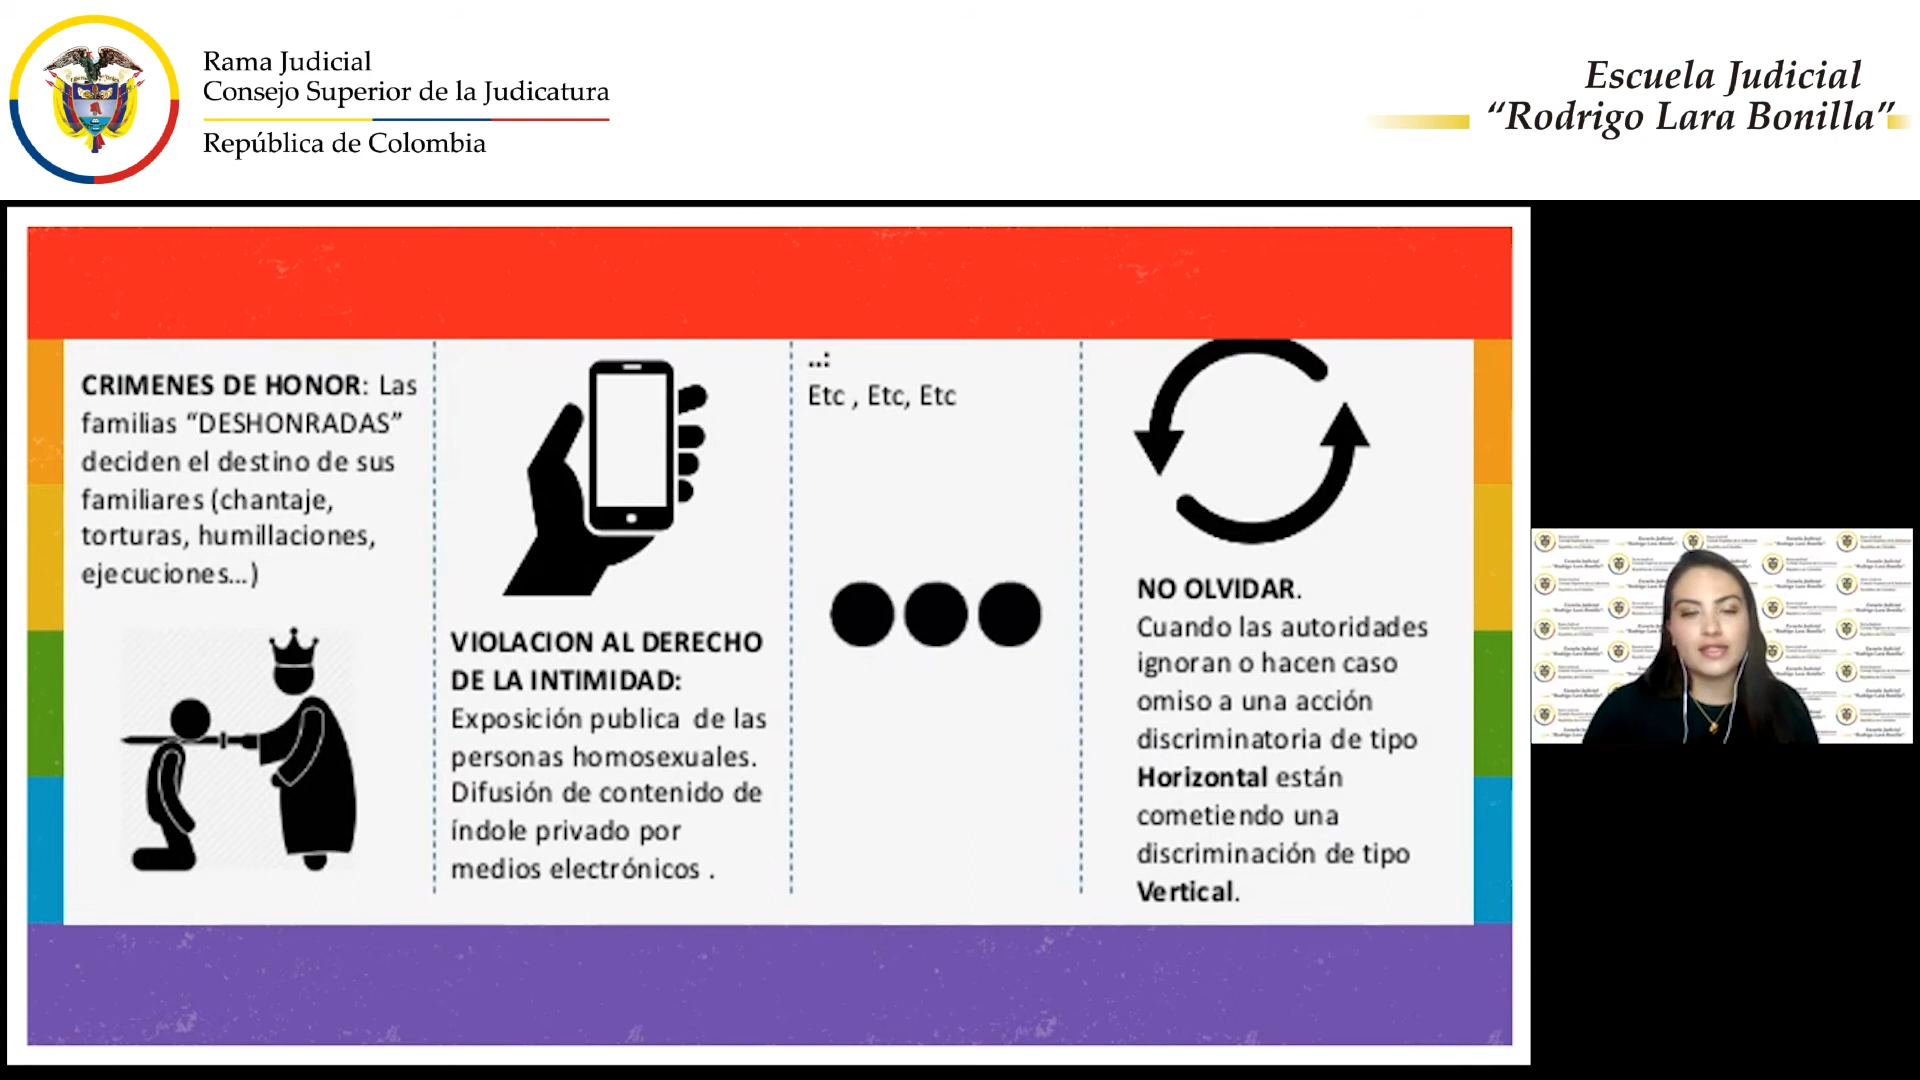 Rama Judicial
Consejo Superior de la Judicatura
República de Colombia
Escuela Judicial
“Rodrigo Lara Bonilla”
CRIMENES DE HONOR: Las
familias “DESHONRADAS”
deciden el destino de sus
familiares (chantaje,
torturas, humillaciones,
ejecuciones...)
VIOLACION AL DERECHO
DE LA INTIMIDAD:
Exposición publica de las
personas homosexuales.
Difusión de contenido de
índole privado por
medios electrónicos .
..:
Etc , Etc, Etc
NO OLVIDAR.
Cuando las autoridades
ignoran o hacen caso
omiso a una acción
discriminatoria de tipo
Horizontal están
cometiendo una
discriminación de tipo
Vertical.